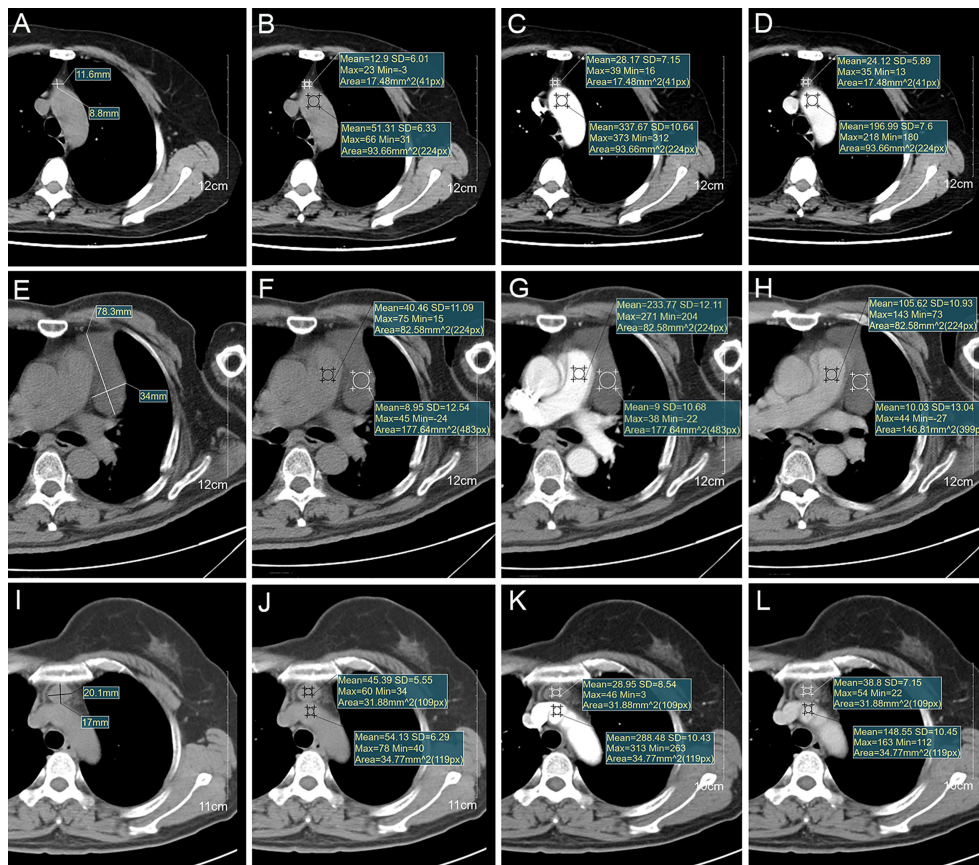 A
11.6mm
8.8mm
12cm
B
Mean=12.9 SD=6.01
Max=23 Min=-3
Area=17.48mm^2(41px)
Mean=51.31 SD=6.33
Max=66 Min=31
Area=93.66mm^2(224px)
12cm
C
Mean=28.17 SD=7.15
Max=39 Min=16
Area=17.48mm^2(41px)
Mean=337.67 SD=10.64
Max=373 Min=312
Area=93.66mm^2(224px)
12cm
D
Mean=24.12 SD=5.89
Max=35 Min=13
Area=17.48mm^2(41px)
Mean=196.99 SD=7.6
Max=218 Min=180
Area=93.66mm^2(224px)
12cm
E
78.3mm
34mm
12cm
F
Mean=40.46 SD=11.09
Max=75 Min=15
Area=82.58mm^2(224px)
Mean=8.95 SD=12.54
Max=45 Min=-24
Area=177.64mm^2(483px)
12cm
G
Mean=233.77 SD=12.11
Max=271 Min=204
Area=82.58mm^2(224px)
Mean=9 SD=10.68
Max=38 Min=-22
Area=177.64mm^2(483px)
12cm
H
Mean=105.62 SD=10.93
Max=143 Min=73
Area=82.58mm^2(224px)
Mean=10.03 SD=13.04
Max=44 Min=-27
Area=146.81mm^2(399px)
12cm
I
20.1mm
17mm
11cm
J
Mean=45.39 SD=5.55
Max=60 Min=34
Area=31.88mm^2(109px)
Mean=54.13 SD=6.29
Max=78 Min=40
Area=34.77mm^2(119px)
11cm
K
Mean=28.95 SD=8.54
Max=46 Min=3
Area=31.88mm^2(109px)
Mean=288.48 SD=10.43
Max=313 Min=263
Area=34.77mm^2(119px)
10cm
L
Mean=38.8 SD=7.15
Max=54 Min=22
Area=31.88mm^2(109px)
Mean=148.55 SD=10.45
Max=163 Min=112
Area=34.77mm^2(119px)
10cm